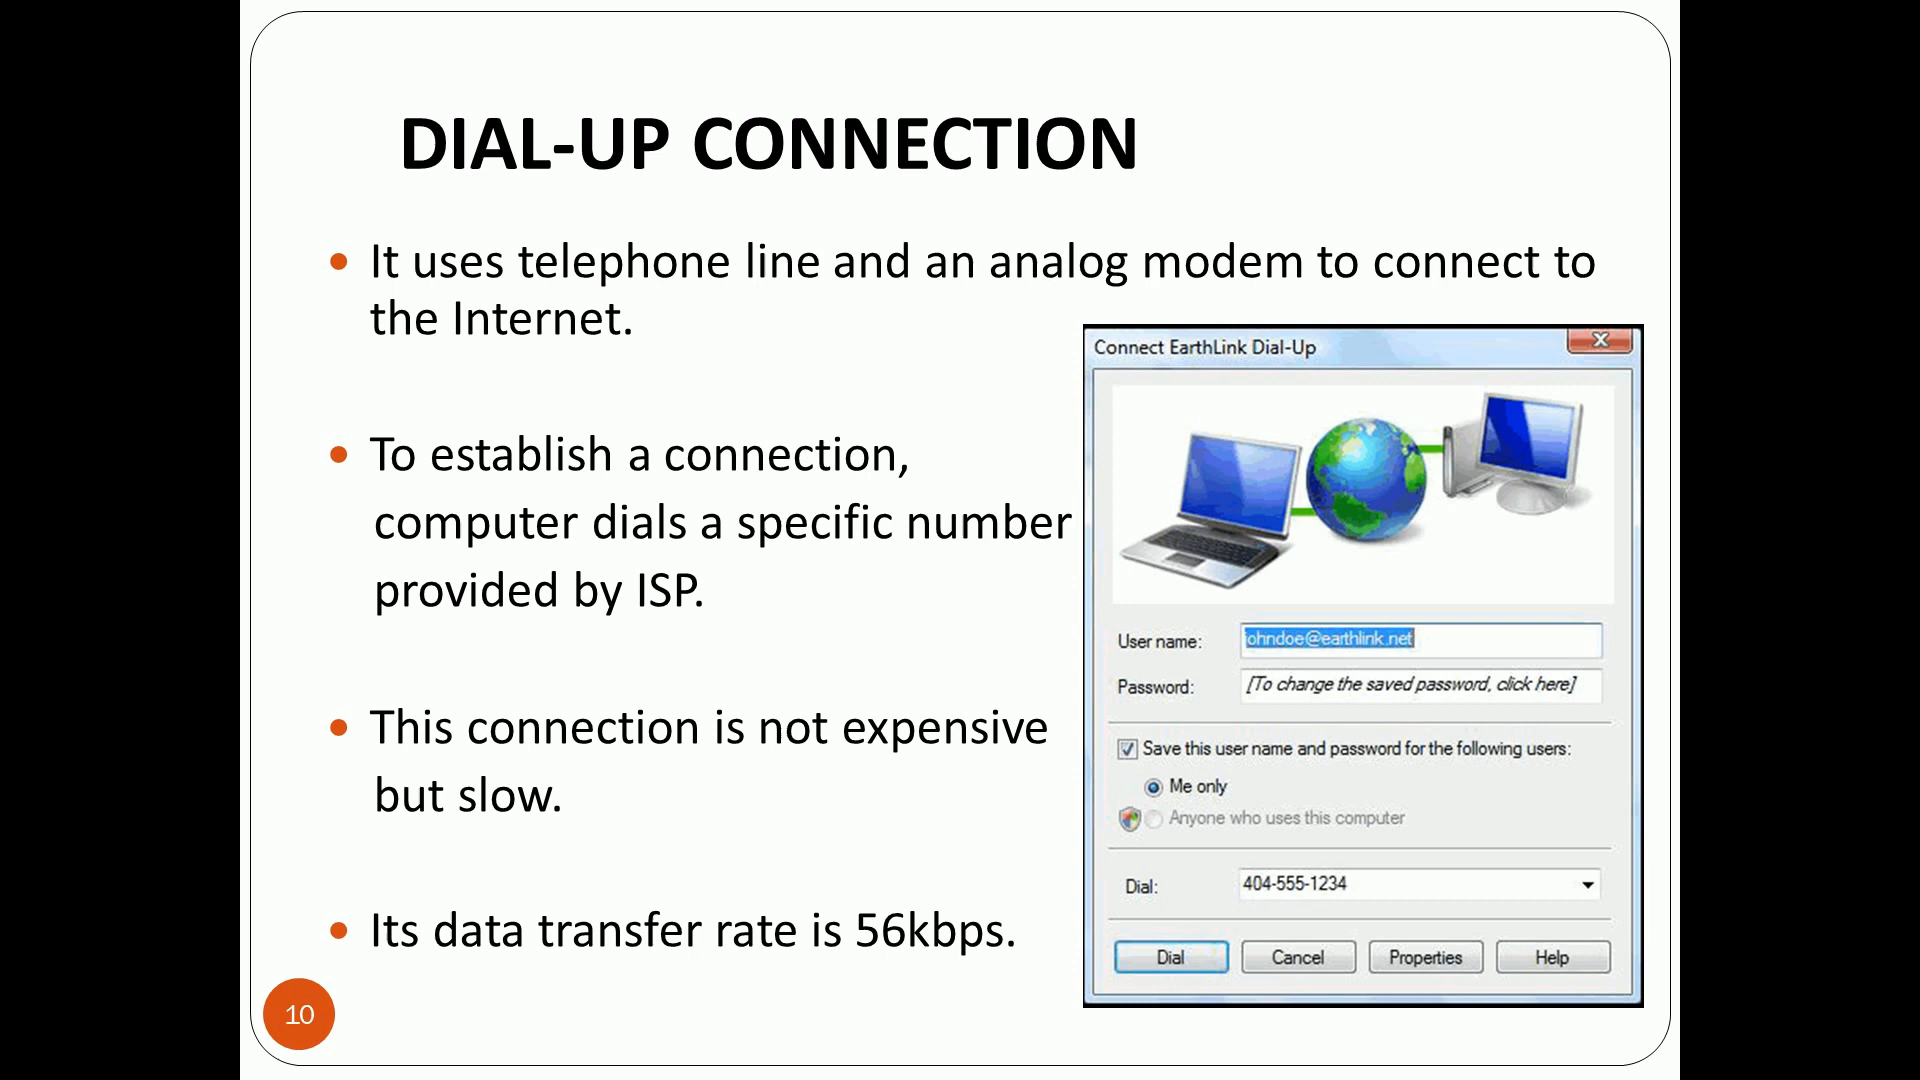 DIAL-UP CONNECTION
It uses telephone line and an analog modem to connect to
the Internet.
To establish a connection,
computer dials a specific number
provided by ISP.
This connection is not expensive
but slow.
Its data transfer rate is 56kbps.
10
Connect EarthLink Dial-Up
User name: johndoe@earthlink.net
Password: [To change the saved password, click here]
Save this user name and password for the following users:
Me only
Anyone who uses this computer
Dial: 404-555-1234
Dial Cancel Properties Help